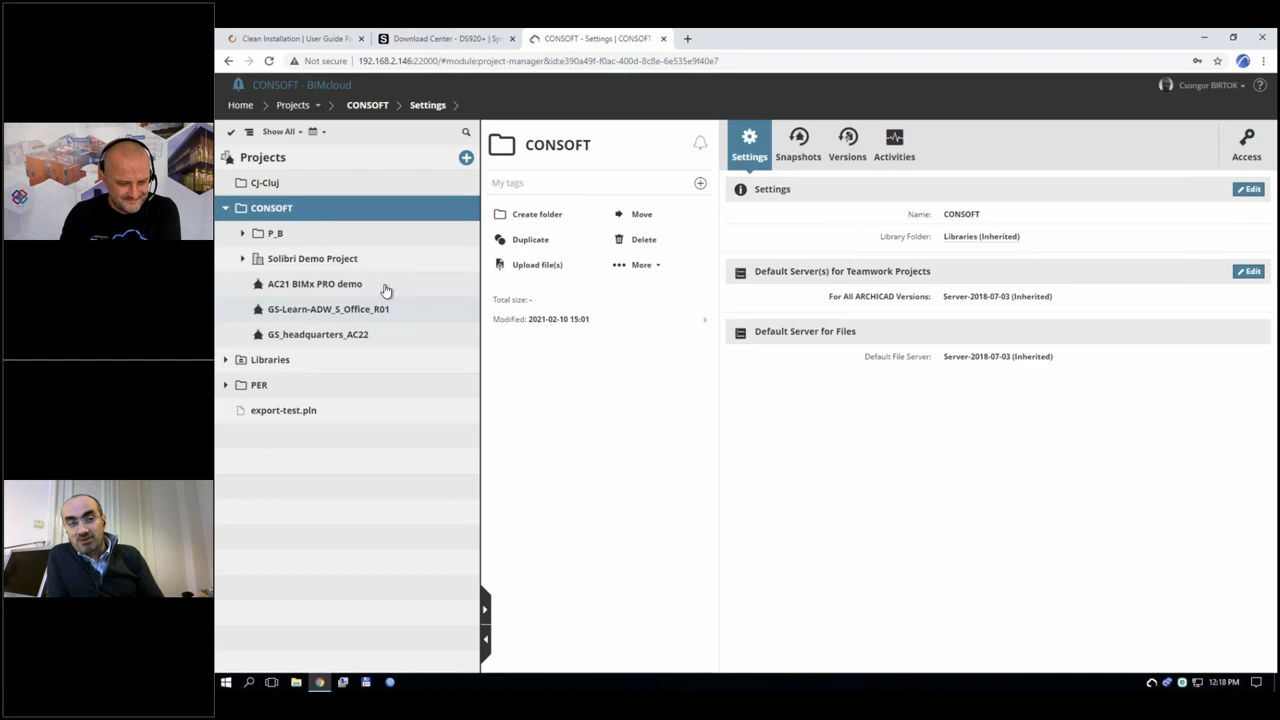 Clean Installation | User Guide Pa
Download Center - DS920+ | Sy
CONSOFT - Settings | CONSOFT
Not secure
192.168.2.146:22000/#module:project-manager&id:e390a49f-f0ac-400d-8c8e-6e535e9f40e7
CONSOFT - BIMcloud
Csongor BIRTOK
Home
Projects
CONSOFT
Settings
Show All
Projects
Cj-Cluj
CONSOFT
P_B
Solibri Demo Project
AC21 BIMx PRO demo
GS-Learn-ADW_S_Office_R01
GS_headquarters_AC22
Libraries
PER
export-test.pln
CONSOFT
My tags
Create folder
Move
Duplicate
Delete
Upload file(s)
More
Total size: -
Modified: 2021-02-10 15:01
Settings
Snapshots
Versions
Activities
Access
Settings
Edit
Name: CONSOFT
Library Folder: Libraries (Inherited)
Default Server(s) for Teamwork Projects
Edit
For All ARCHICAD Versions: Server-2018-07-03 (Inherited)
Default Server for Files
Default File Server: Server-2018-07-03 (Inherited)
12:18 PM